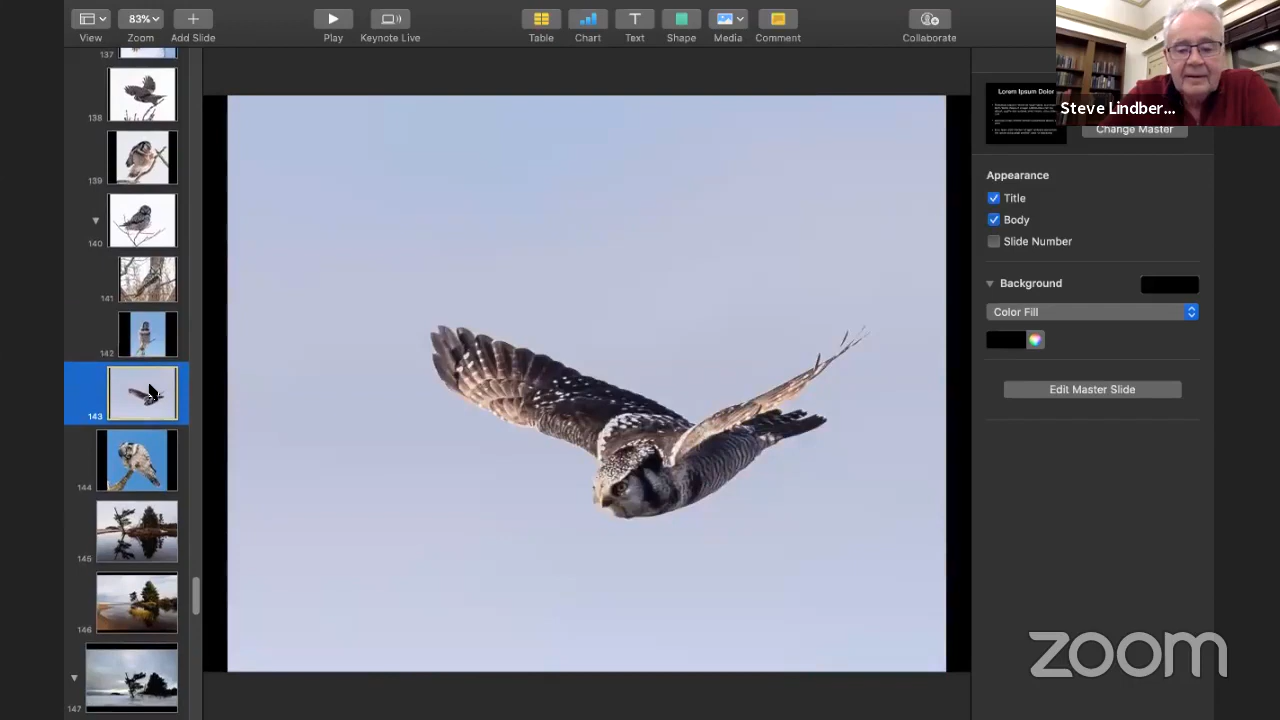 View
83%
Zoom
Add Slide
Play
Keynote Live
Table
Chart
Text
Shape
Media
Comment
Collaborate
Steve Lindber...
137
138
139
140
141
142
143
144
145
146
147
Lorem Ipsum Dolor
Change Master
Appearance
Title
Body
Slide Number
Background
Color Fill
Edit Master Slide
zoom